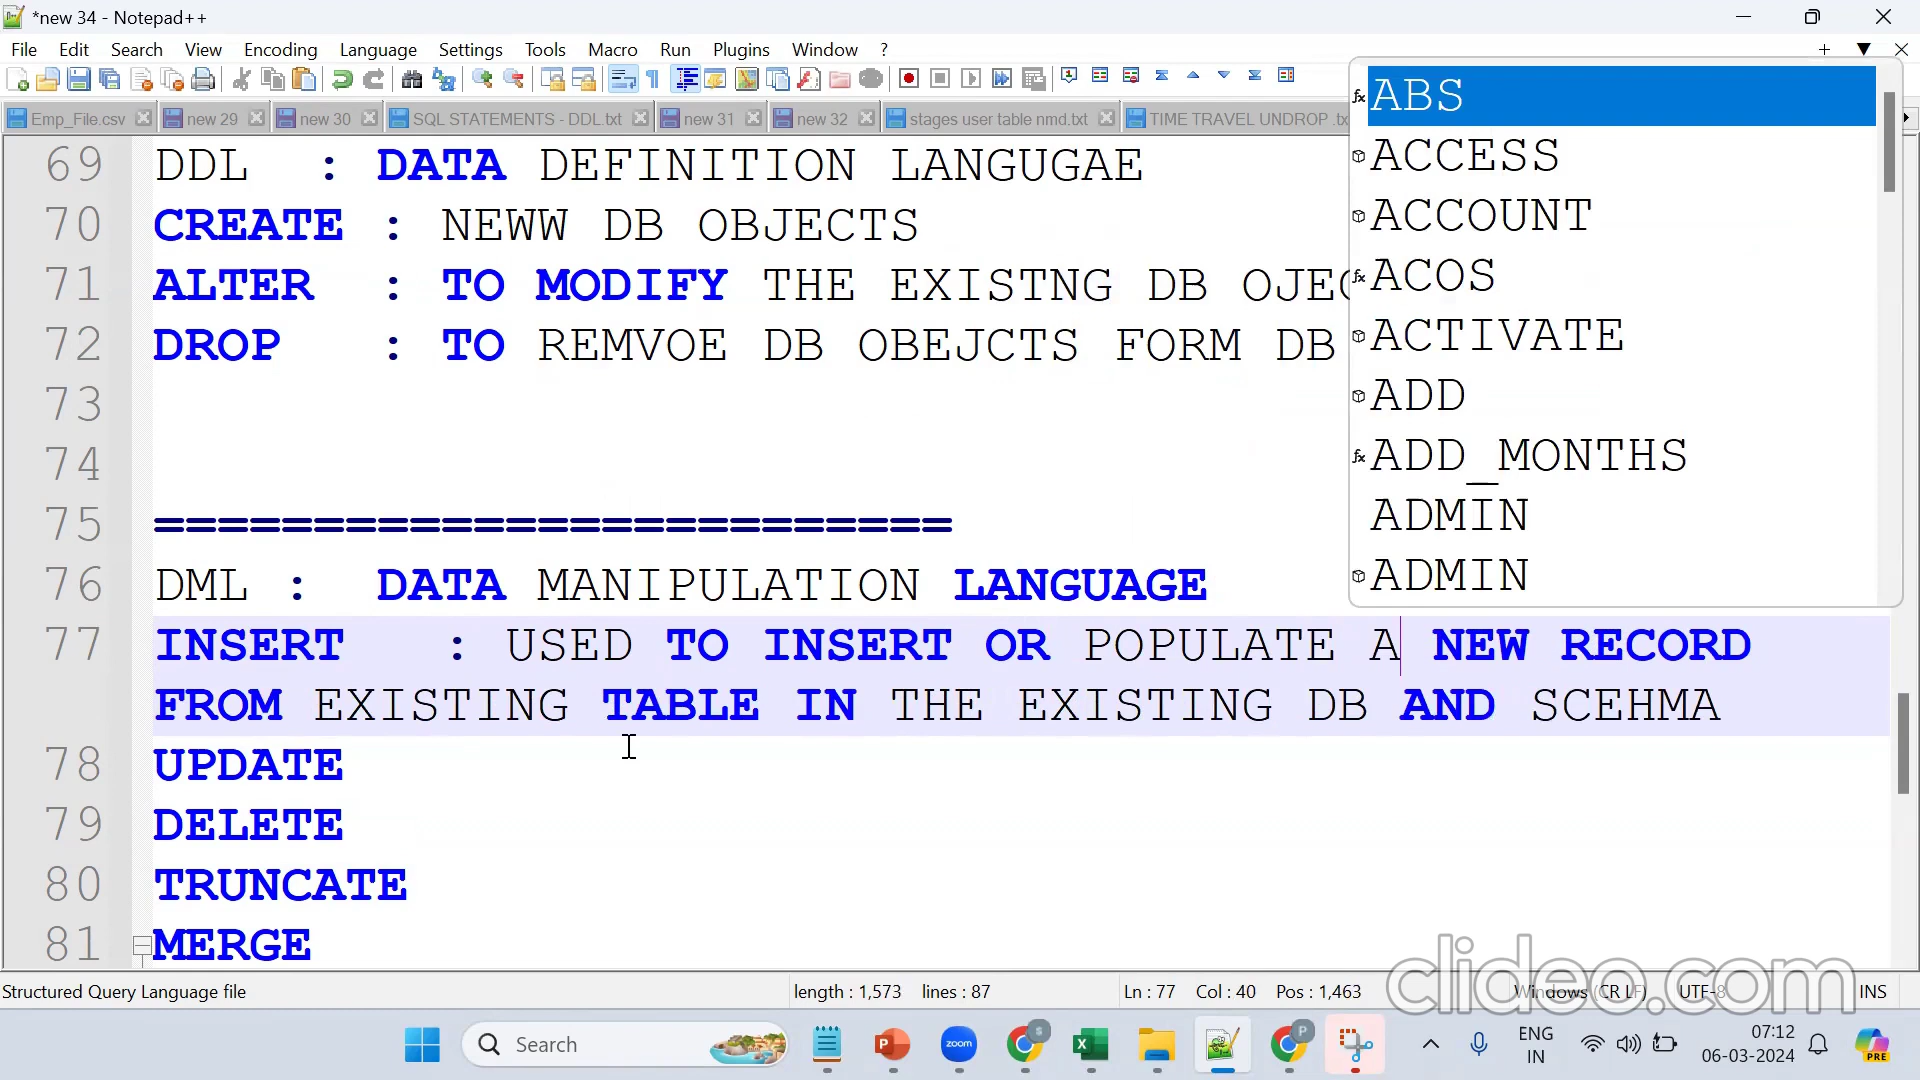 *new 34 - Notepad++
File Edit Search View Encoding Language Settings Tools Macro Run Plugins Window ?
Emp_File.csv new 29 new 30 SQL STATEMENTS - DDL.txt new 31 new 32 stages user table nmd.txt TIME TRAVEL UNDROP .tx
69 DDL : DATA DEFINITION LANGUGAE
70 CREATE : NEWW DB OBJECTS
71 ALTER : TO MODIFY THE EXISTNG DB OJEC
72 DROP : TO REMVOE DB OBEJCTS FORM DB
73
74
75 =========================
76 DML : DATA MANIPULATION LANGUAGE
77 INSERT : USED TO INSERT OR POPULATE A NEW RECORD
FROM EXISTING TABLE IN THE EXISTING DB AND SCEHMA
78 UPDATE
79 DELETE
80 TRUNCATE
81 MERGE
ABS
ACCESS
ACCOUNT
ACOS
ACTIVATE
ADD
ADD_MONTHS
ADMIN
ADMIN
clideo.com
Structured Query Language file length : 1,573 lines : 87 Ln : 77 Col : 40 Pos : 1,463 Windows (CR LF) UTF-8 INS
Search zoom ENG
IN
07:12
06-03-2024
PRE